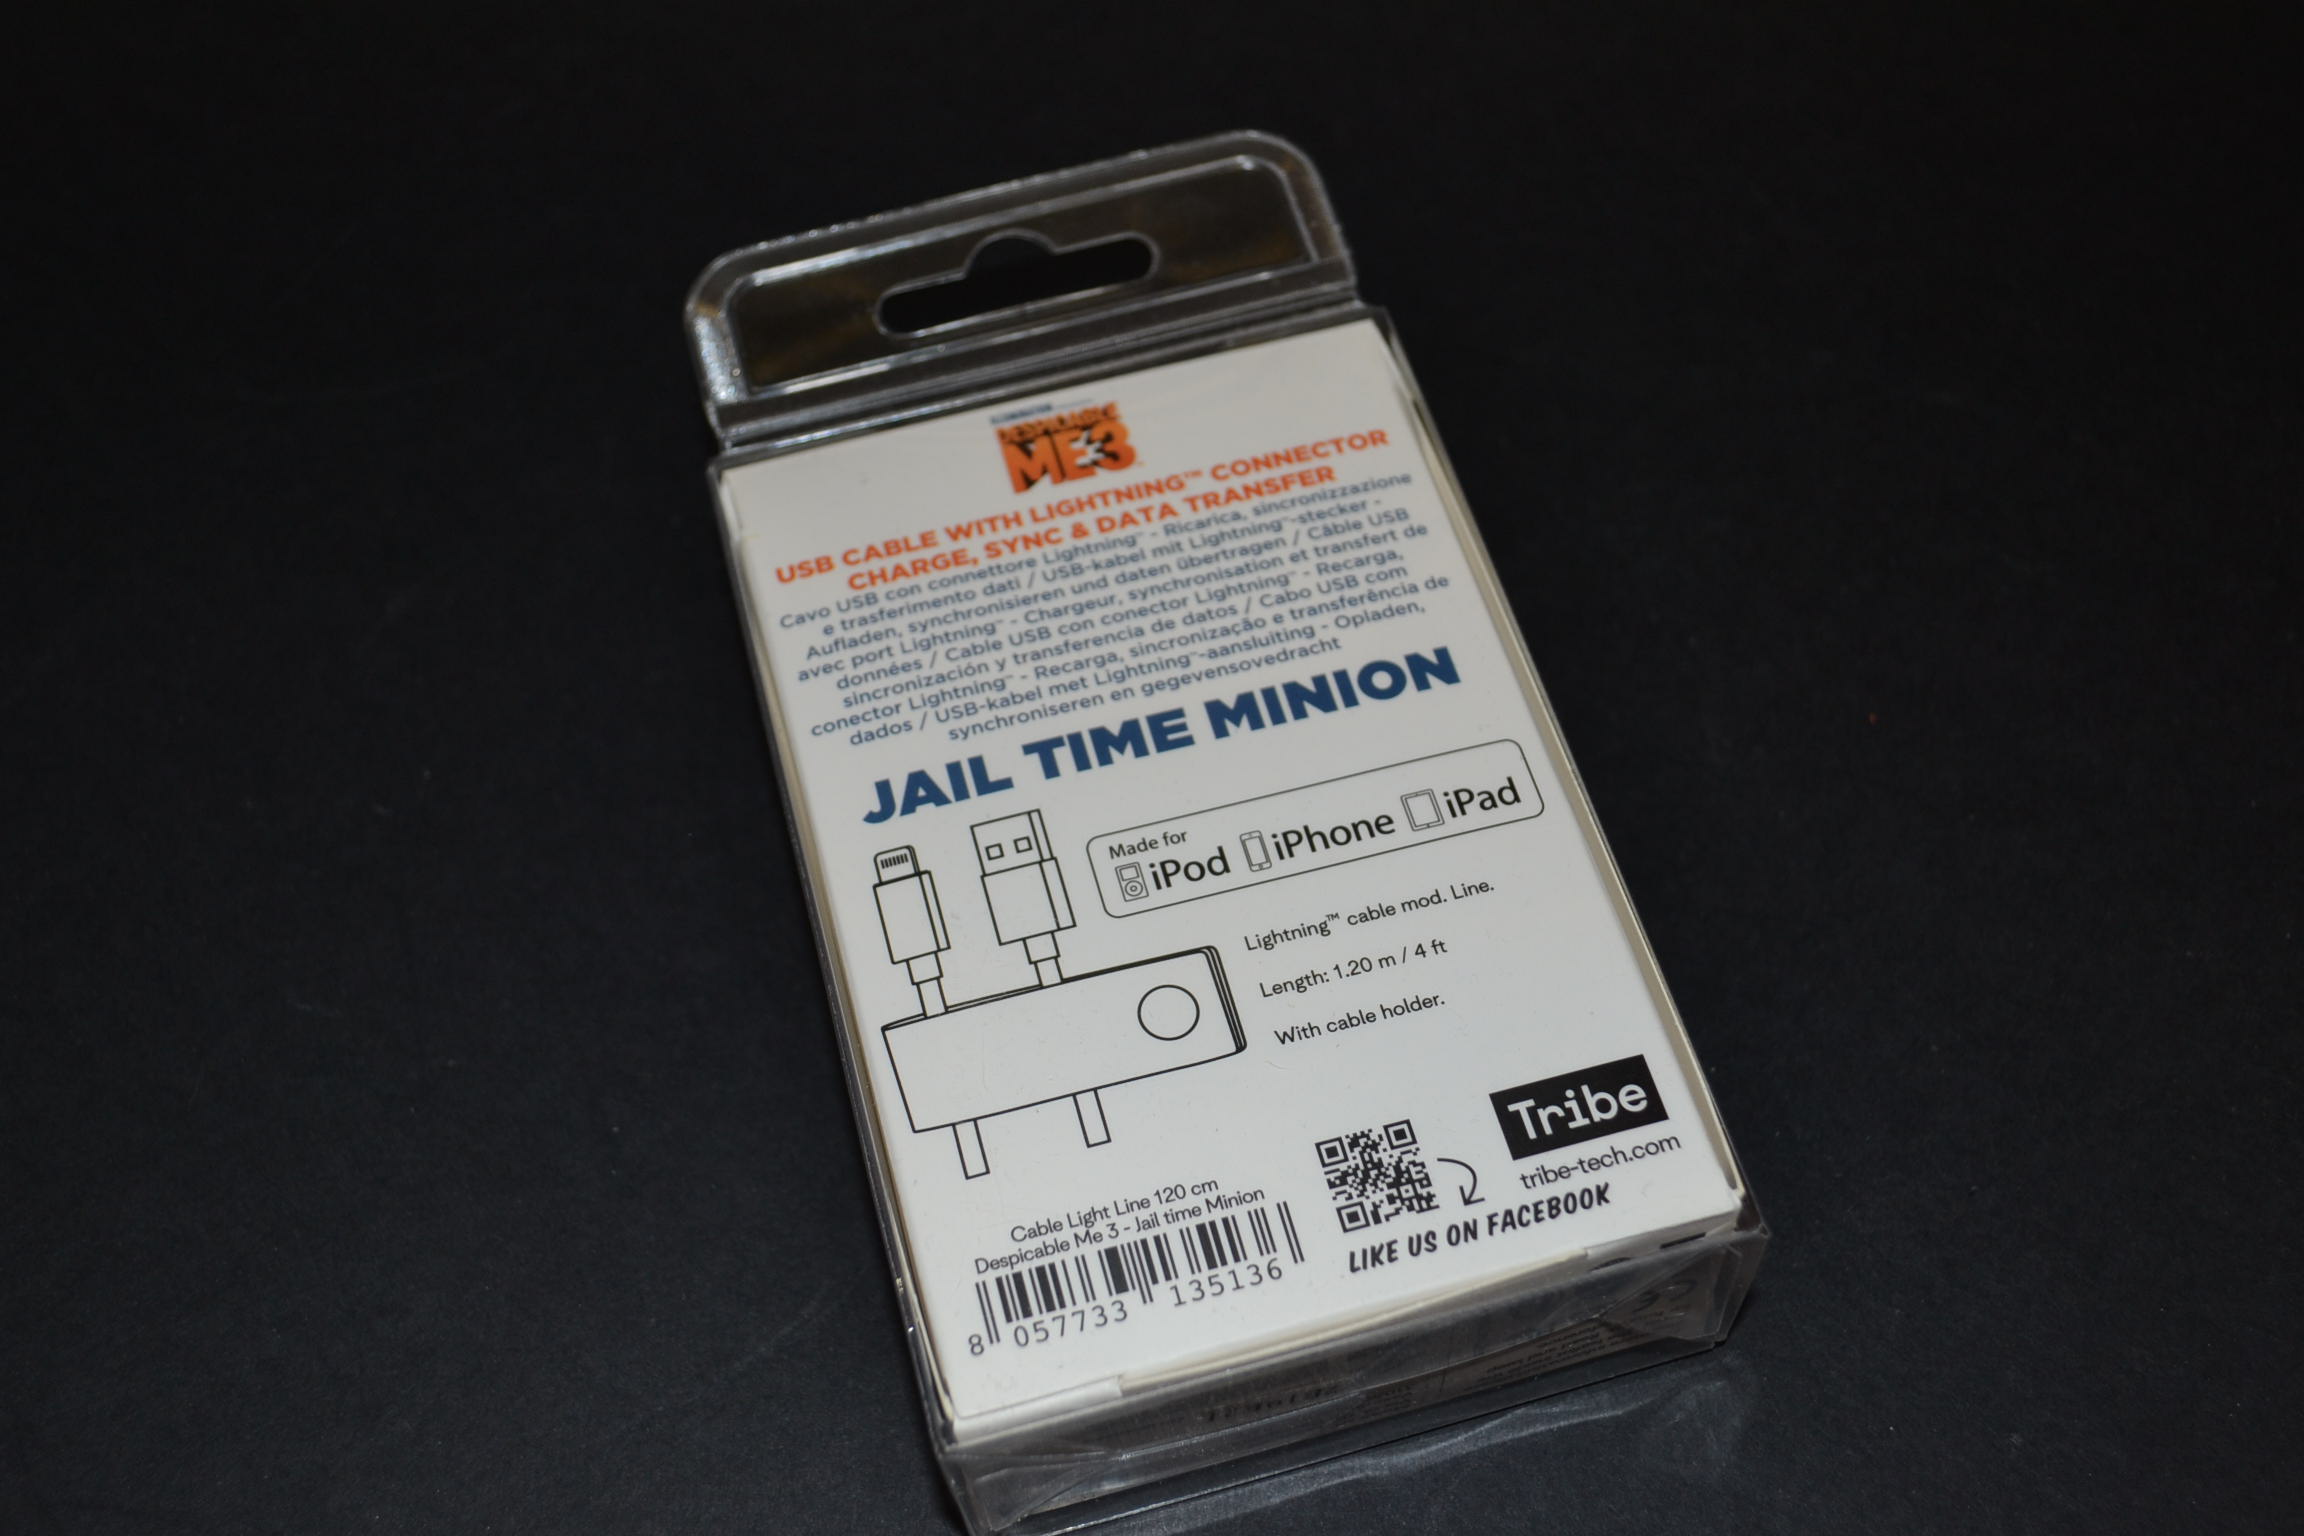 DESPICABLE
ME3
USB CABLE WITH LIGHTNING™ CONNECTOR
CHARGE, SYNC & DATA TRANSFER
Cavo USB con connettore Lightning™ - Ricarica, sincronizzazione
e trasferimento dati / USB-kabel mit Lightning™-stecker -
Aufladen, synchronisieren und daten übertragen / Câble USB
avec port Lightning™ - Chargeur, synchronisation et transfert de
données / Cable USB con conector Lightning™ - Recarga,
sincronización y transferencia de datos / Cabo USB com
conector Lightning™ - Recarga, sincronização e transferência de
dados / USB-kabel met Lightning™-aansluiting - Opladen,
synchroniseren en gegevensovedracht
JAIL TIME MINION
Made for
iPod iPhone iPad
Lightning™ cable mod. Line.
Length: 1.20 m / 4 ft
With cable holder.
Tribe
tribe-tech.com
LIKE US ON FACEBOOK
Cable Light Line 120 cm
Despicable Me 3 - Jail time Minion
8 057733 135136